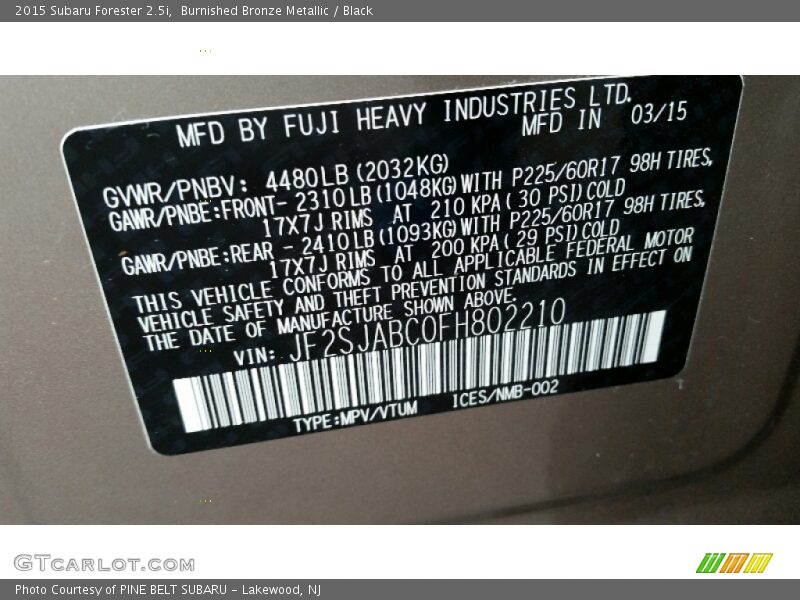 2015 Subaru Forester 2.5i,  Burnished Bronze Metallic / Black
MFD BY FUJI HEAVY INDUSTRIES LTD.
MFD IN 03/15
GVWR/PNBV: 4480LB (2032KG)
GAWR/PNBE:FRONT- 2310LB (1048KG) WITH P225/60R17 98H TIRES,
17X7J RIMS AT 210 KPA ( 30 PSI) COLD
GAWR/PNBE:REAR - 2410LB (1093KG) WITH P225/60R17 98H TIRES,
17X7J RIMS AT 200 KPA ( 29 PSI) COLD
THIS VEHICLE CONFORMS TO ALL APPLICABLE FEDERAL MOTOR
VEHICLE SAFETY AND THEFT PREVENTION STANDARDS IN EFFECT ON
THE DATE OF MANUFACTURE SHOWN ABOVE.
VIN: JF2SJABC0FH802210
TYPE:MPV/VTUM ICES/NMB-002
GTCARLOT.COM
Photo Courtesy of PINE BELT SUBARU - Lakewood, NJ